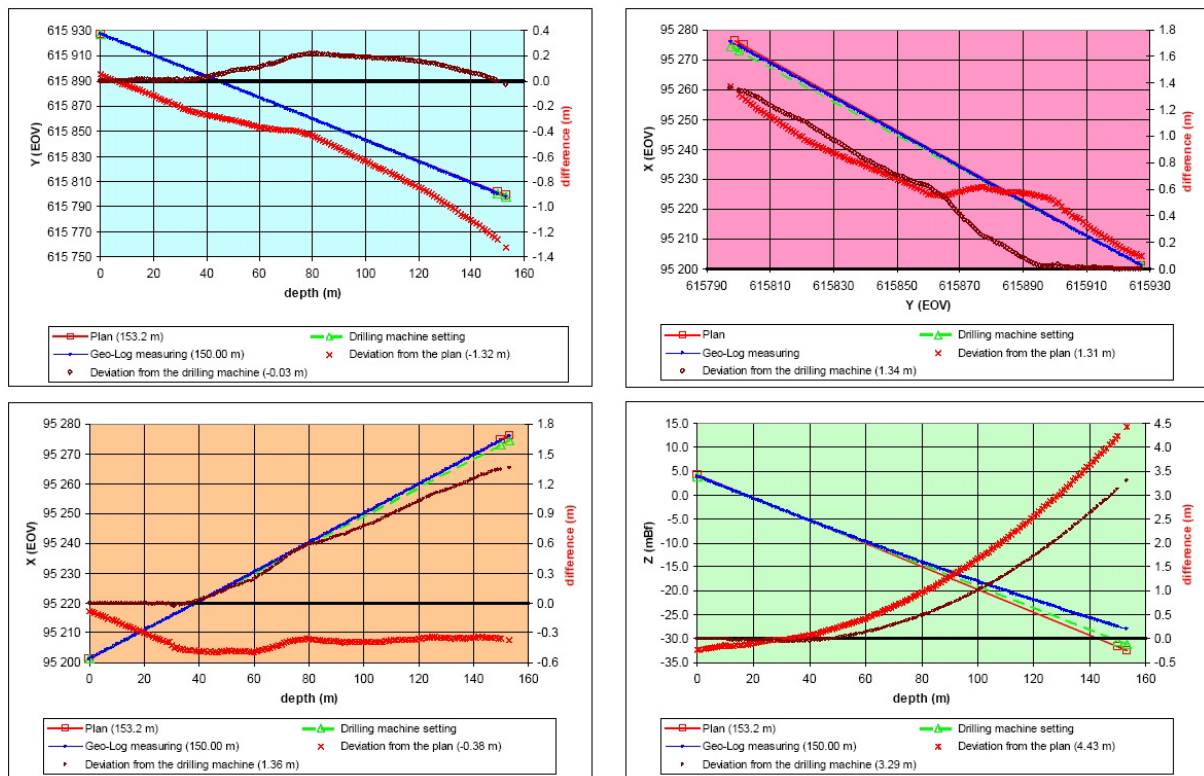 615 930
615 910
615 890
615 870
615 850
615 830
615 810
615 790
615 770
615 750
Y (EOV)
0.4
0.2
0.0
-0.2
-0.4
-0.6
-0.8
-1.0
-1.2
-1.4
difference (m)
0 20 40 60 80 100 120 140 160
depth (m)
Plan (153.2 m) Drilling machine setting
Geo-Log measuring (150.00 m) Deviation from the plan (-1.32 m)
Deviation from the drilling machine (-0.03 m)
95 280
95 270
95 260
95 250
95 240
95 230
95 220
95 210
95 200
X (EOV)
1.8
1.6
1.4
1.2
1.0
0.8
0.6
0.4
0.2
0.0
difference (m)
615790 615810 615830 615850 615870 615890 615910 615930
Y (EOV)
Plan Drilling machine setting
Geo-Log measuring Deviation from the plan (1.31 m)
Deviation from the drilling machine (1.34 m)
95 280
95 270
95 260
95 250
95 240
95 230
95 220
95 210
95 200
X (EOV)
1.8
1.5
1.2
0.9
0.6
0.3
0.0
-0.3
-0.6
difference (m)
0 20 40 60 80 100 120 140 160
depth (m)
Plan (153.2 m) Drilling machine setting
Geo-Log measuring (150.00 m) Deviation from the plan (-0.38 m)
Deviation from the drilling machine (1.36 m)
15.0
10.0
5.0
0.0
-5.0
-10.0
-15.0
-20.0
-25.0
-30.0
-35.0
Z (mBf)
4.5
4.0
3.5
3.0
2.5
2.0
1.5
1.0
0.5
0.0
-0.5
difference (m)
0 20 40 60 80 100 120 140 160
depth (m)
Plan (153.2 m) Drilling machine setting
Geo-Log measuring (150.00 m) Deviation from the plan (4.43 m)
Deviation from the drilling machine (3.29 m)